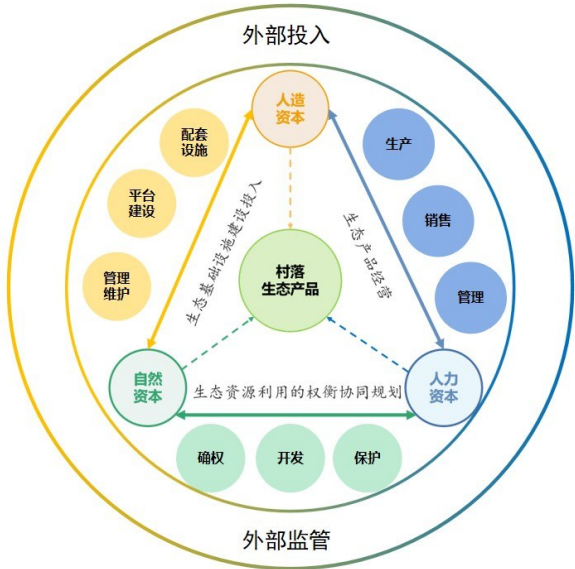 外部投入
人造
资本
配套
设施
生产
平台
建设
生态基础设施建设投入
生态产品经营
销售
村落
生态产品
管理
维护
管理
自然
资本
生态资源利用的权衡协同规划
人力
资本
确权
开发
保护
外部监管